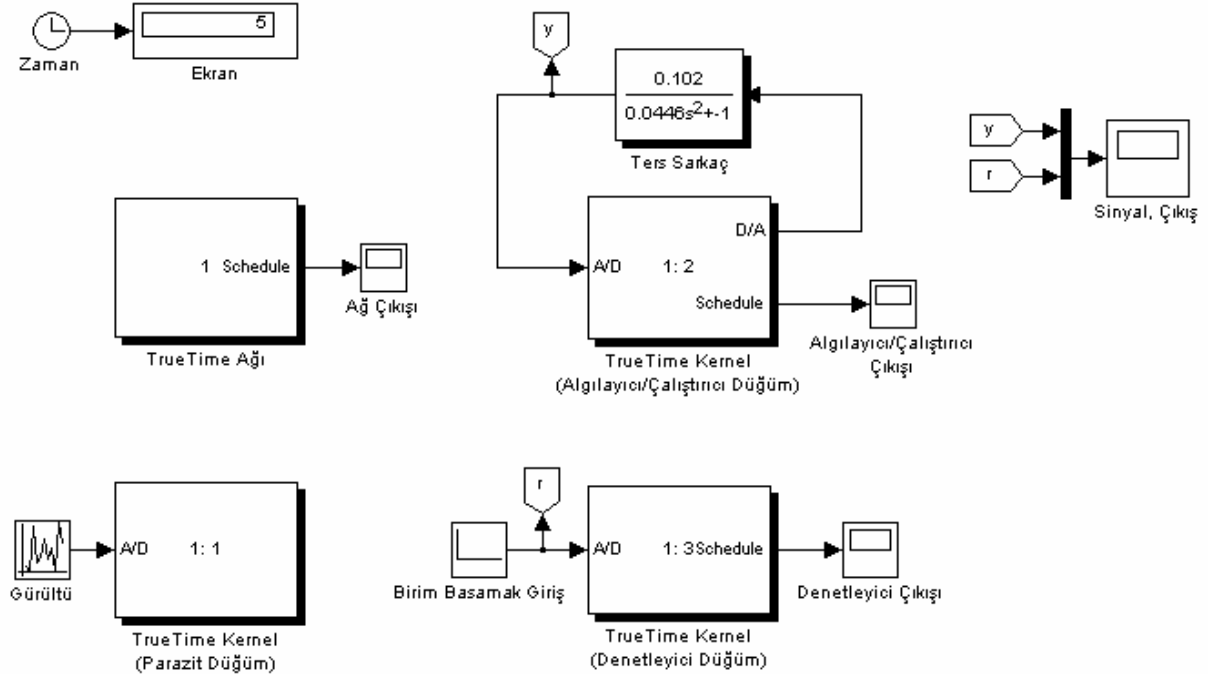 5
Zaman
Ekran
y
0.102
0.0446s²+-1
Ters Sarkaç
y
r
Sinyal, Çıkış
1 Schedule
Ağ Çıkışı
TrueTime Ağı
D/A
A/D 1: 2
Schedule
Algılayıcı/Çalıştırıcı
Çıkışı
TrueTime Kernel
(Algılayıcı/Çalıştırıcı Düğüm)
Gürültü
A/D 1: 1
TrueTime Kernel
(Parazit Düğüm)
r
Birim Basamak Giriş
A/D 1: 3Schedule
Denetleyici Çıkışı
TrueTime Kernel
(Denetleyici Düğüm)